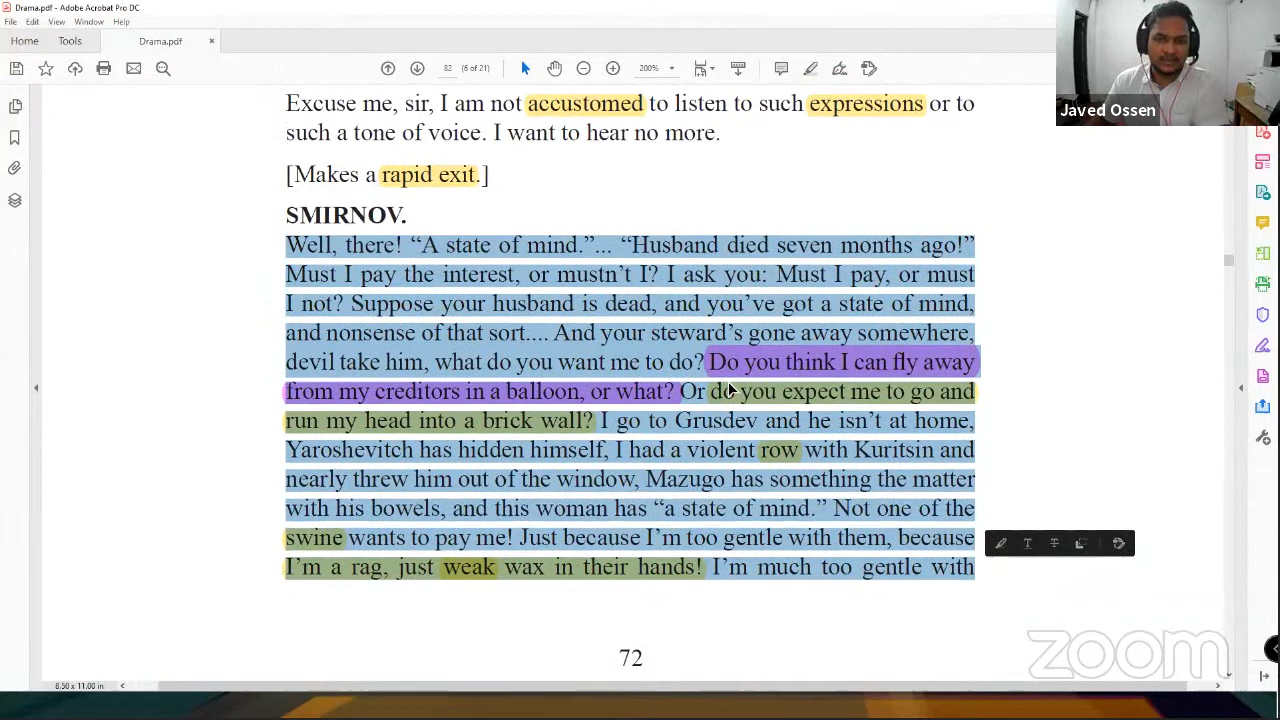 Drama.pdf - Adobe Acrobat Pro DC
File Edit View Window Help
Home Tools Drama.pdf ×
82 (6 of 21) 200%
Javed Ossen
Excuse me, sir, I am not accustomed to listen to such expressions or to
such a tone of voice. I want to hear no more.
[Makes a rapid exit.]
SMIRNOV.
Well, there! “A state of mind.”... “Husband died seven months ago!”
Must I pay the interest, or mustn’t I? I ask you: Must I pay, or must
I not? Suppose your husband is dead, and you’ve got a state of mind,
and nonsense of that sort.... And your steward’s gone away somewhere,
devil take him, what do you want me to do? Do you think I can fly away
from my creditors in a balloon, or what? Or do you expect me to go and
run my head into a brick wall? I go to Grusdev and he isn’t at home,
Yaroshevitch has hidden himself, I had a violent row with Kuritsin and
nearly threw him out of the window, Mazugo has something the matter
with his bowels, and this woman has “a state of mind.” Not one of the
swine wants to pay me! Just because I’m too gentle with them, because
I’m a rag, just weak wax in their hands! I’m much too gentle with
72
zoom
8.50 x 11.00 in